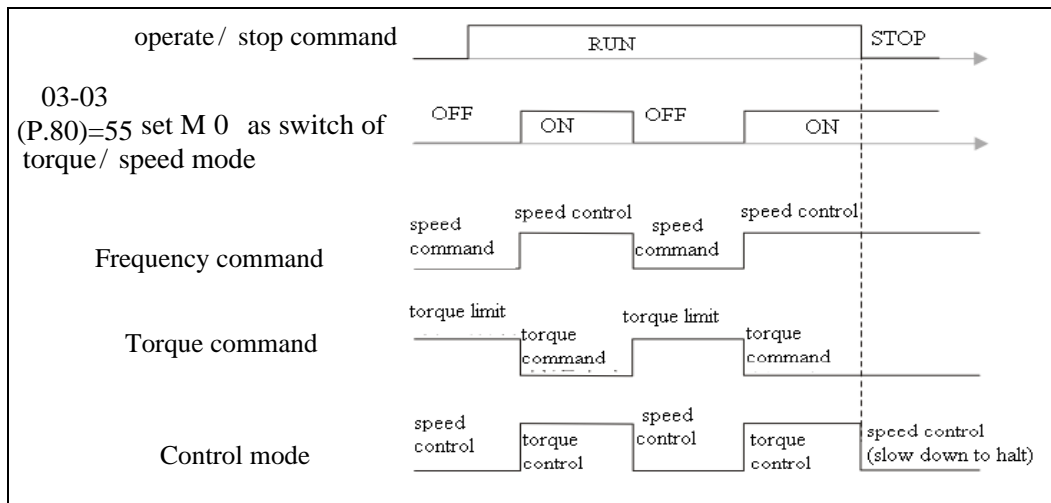 operate/ stop command
RUN
STOP
03-03
(P.80)=55 set M 0 as switch of
torque/ speed mode
OFF
ON
OFF
ON
Frequency command
speed
command
speed control
speed
command
speed control
Torque command
torque limit
torque
command
torque limit
torque
command
Control mode
speed
control
torque
control
speed
control
torque
control
speed control
(slow down to halt)